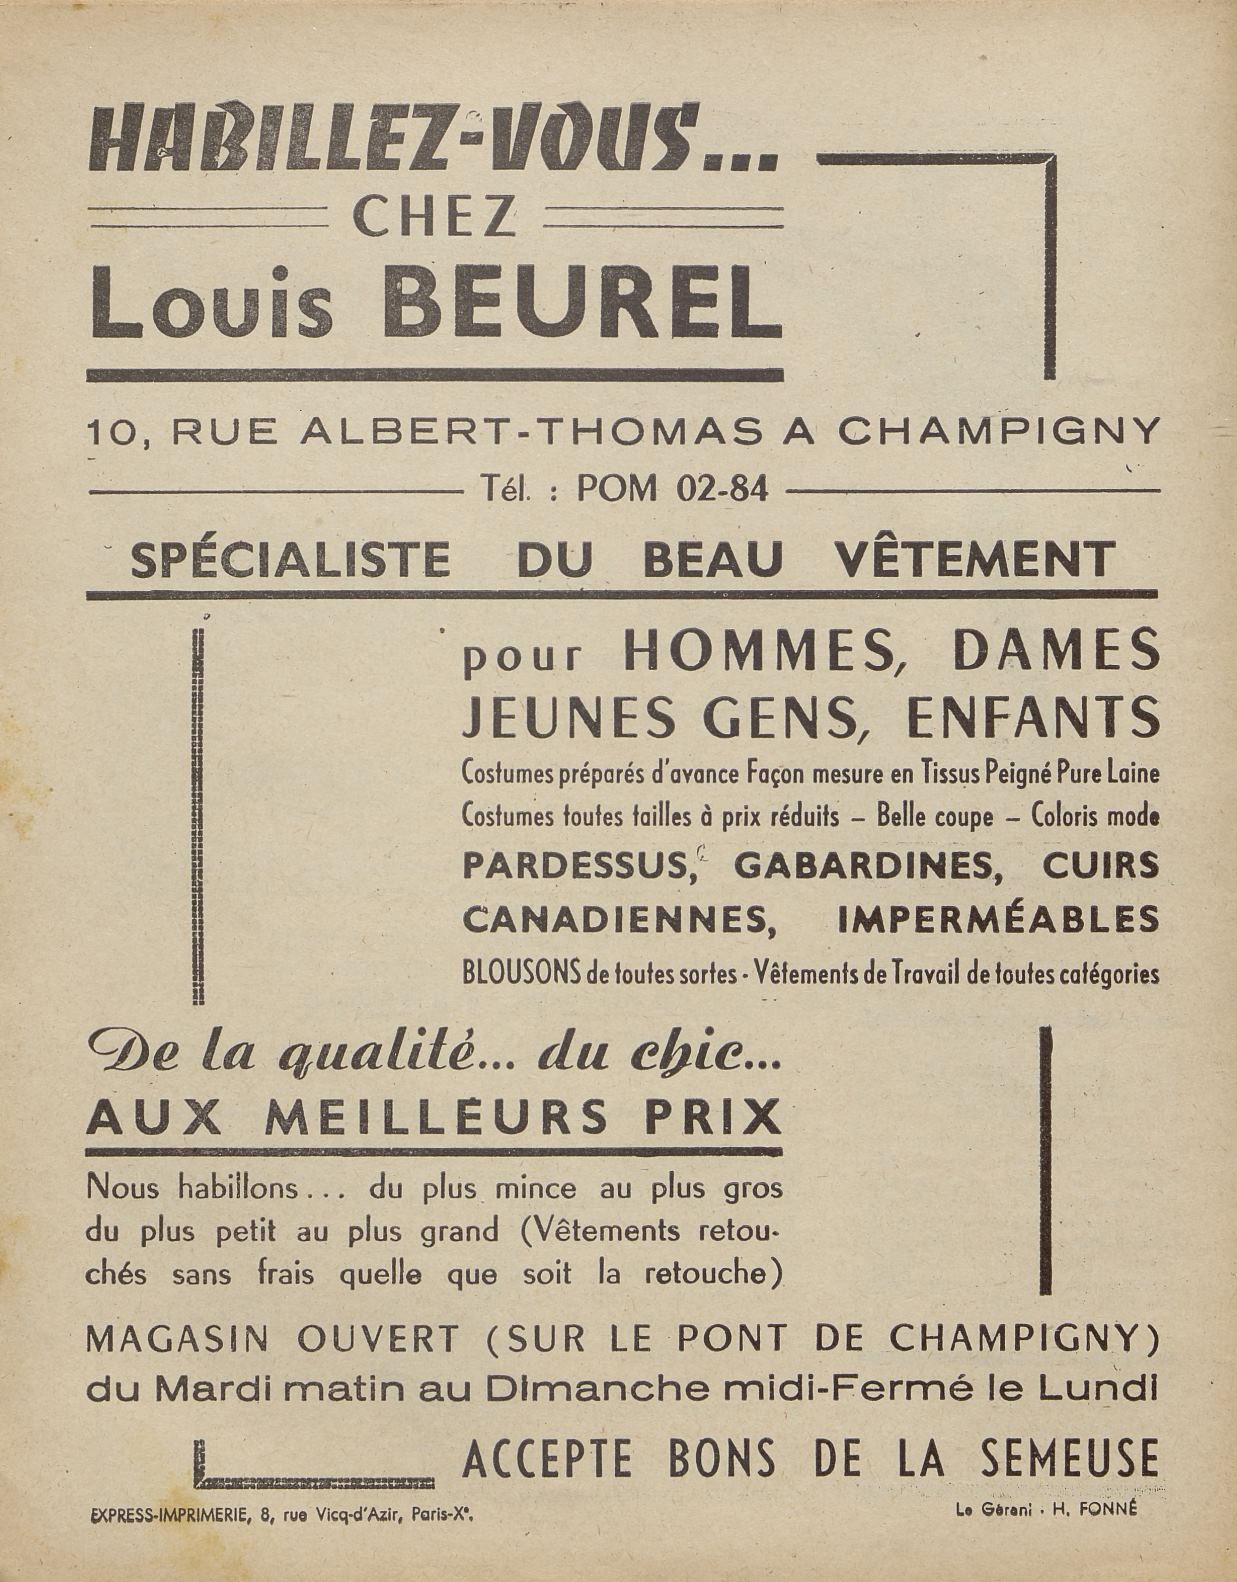 HABILLEZ-VOUS...
CHEZ
Louis BEUREL
10, RUE ALBERT-THOMAS A CHAMPIGNY
Tél. : POM 02-84
SPÉCIALISTE DU BEAU VÊTEMENT
pour HOMMES, DAMES
JEUNES GENS, ENFANTS
Costumes préparés d'avance Façon mesure en Tissus Peigné Pure Laine
Costumes toutes tailles à prix réduits – Belle coupe – Coloris mode
PARDESSUS, GABARDINES, CUIRS
CANADIENNES, IMPERMÉABLES
BLOUSONS de toutes sortes - Vêtements de Travail de toutes catégories
De la qualité... du chic...
AUX MEILLEURS PRIX
Nous habillons... du plus mince au plus gros
du plus petit au plus grand (Vêtements retou-
chés sans frais quelle que soit la retouche)
MAGASIN OUVERT (SUR LE PONT DE CHAMPIGNY)
du Mardi matin au Dimanche midi-Fermé le Lundi
ACCEPTE BONS DE LA SEMEUSE
EXPRESS-IMPRIMERIE, 8, rue Vicq-d'Azir, Paris-Xe.
Le Gérant . H. FONNÉ